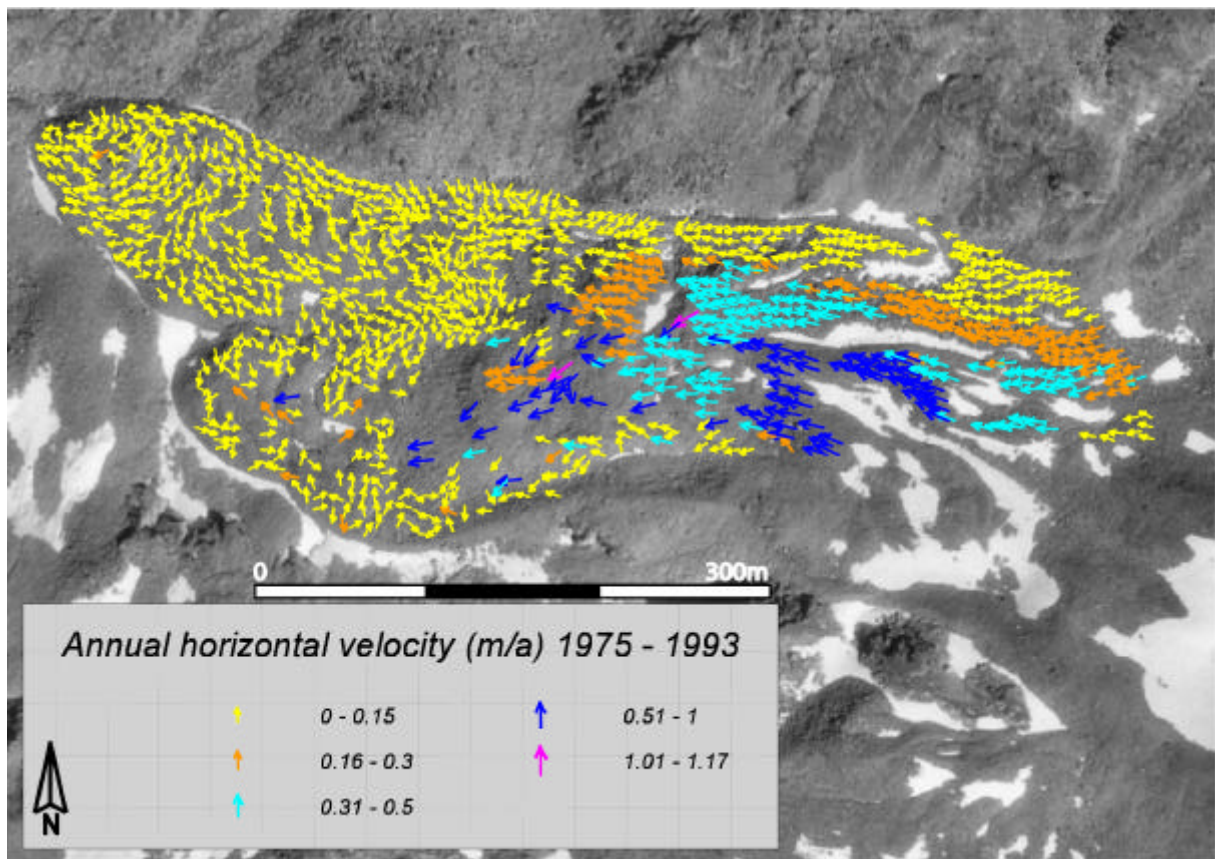 0 300m
Annual horizontal velocity (m/a) 1975 - 1993
0 - 0.15 0.51 - 1
0.16 - 0.3 1.01 - 1.17
0.31 - 0.5
N